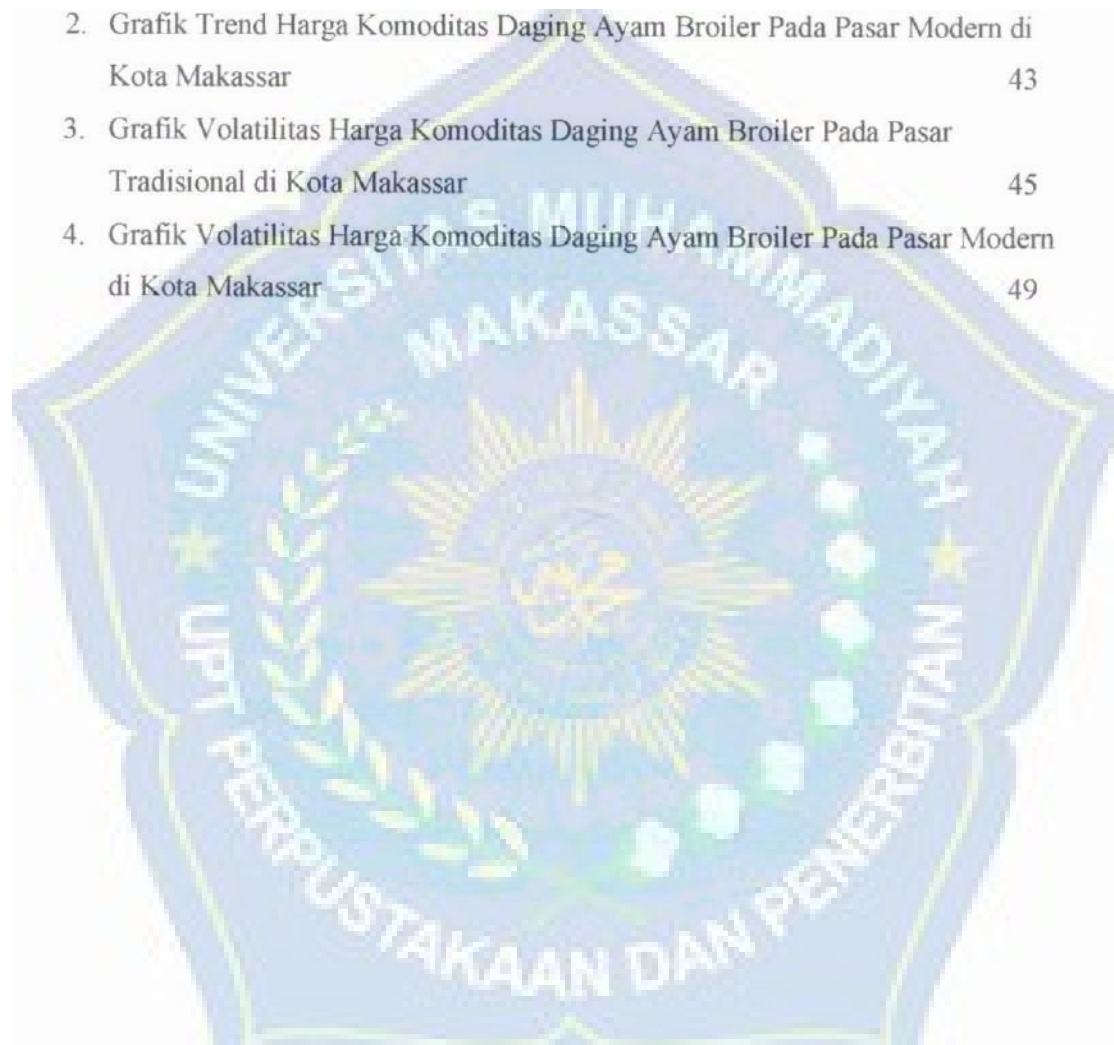 2. Grafik Trend Harga Komoditas Daging Ayam Broiler Pada Pasar Modern di
Kota Makassar 43
3. Grafik Volatilitas Harga Komoditas Daging Ayam Broiler Pada Pasar
Tradisional di Kota Makassar 45
4. Grafik Volatilitas Harga Komoditas Daging Ayam Broiler Pada Pasar Modern
di Kota Makassar 49
UNIVERSITAS MUHAMMADIYAH
MAKASSAR
UPT PERPUSTAKAAN DAN PENERBITAN